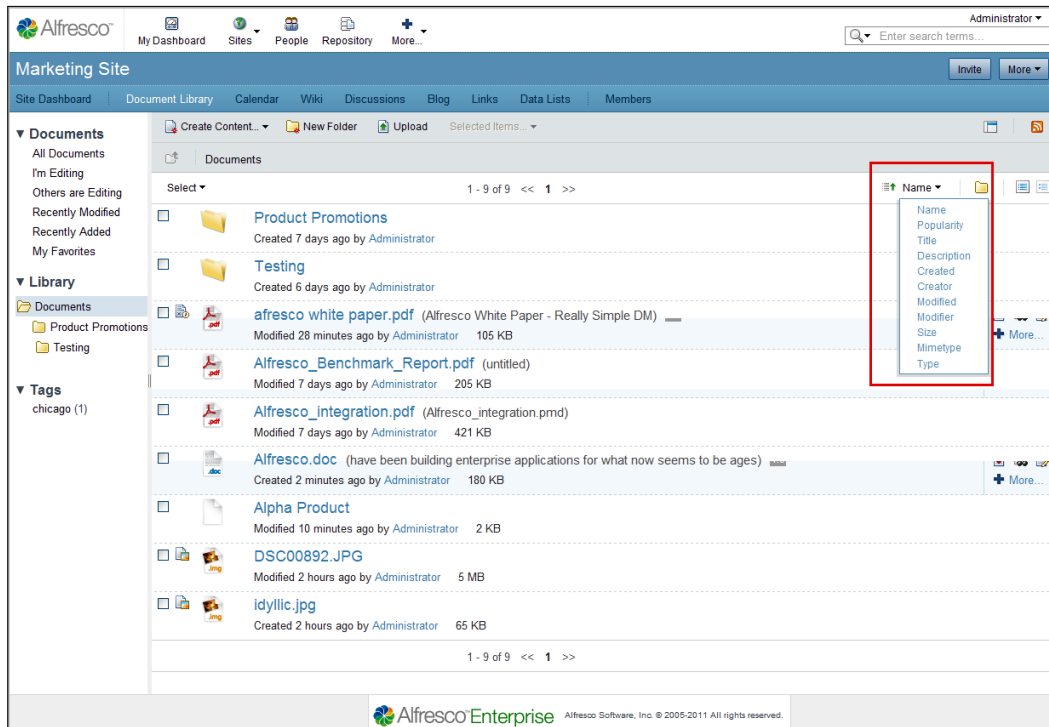 Alfresco™
Administrator
My Dashboard Sites People Repository More...
Enter search terms...
Marketing Site
Invite More
Site Dashboard Document Library Calendar Wiki Discussions Blog Links Data Lists Members
Documents
All Documents
I'm Editing
Others are Editing
Recently Modified
Recently Added
My Favorites
Library
Documents
Product Promotions
Testing
Tags
chicago (1)
Create Content... New Folder Upload Selected Items...
Documents
Select 1 - 9 of 9 << 1 >> Name
Name
Popularity
Title
Description
Created
Creator
Modified
Modifier
Size
Mimetype
Type
Product Promotions
Created 7 days ago by Administrator
Testing
Created 6 days ago by Administrator
.pdf
afresco white paper.pdf (Alfresco White Paper - Really Simple DM)
Modified 28 minutes ago by Administrator 105 KB
More...
.pdf
Alfresco_Benchmark_Report.pdf (untitled)
Modified 7 days ago by Administrator 205 KB
.pdf
Alfresco_integration.pdf (Alfresco_integration.pmd)
Modified 7 days ago by Administrator 421 KB
.doc
Alfresco.doc (have been building enterprise applications for what now seems to be ages)
Created 2 minutes ago by Administrator 180 KB
More...
Alpha Product
Modified 10 minutes ago by Administrator 2 KB
.img
DSC00892.JPG
Modified 2 hours ago by Administrator 5 MB
.img
idyllic.jpg
Created 2 hours ago by Administrator 65 KB
1 - 9 of 9 << 1 >>
Alfresco™ Enterprise Alfresco Software, Inc. © 2005-2011 All rights reserved.